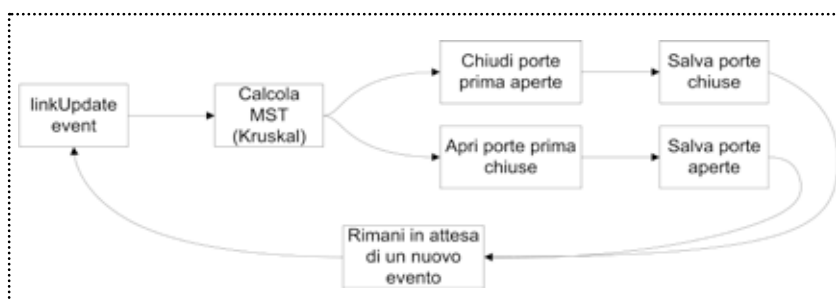 linkUpdate
event
Calcola
MST
(Kruskal)
Chiudi porte
prima aperte
Salva porte
chiuse
Apri porte prima
chiuse
Salva porte
aperte
Rimani in attesa
di un nuovo
evento